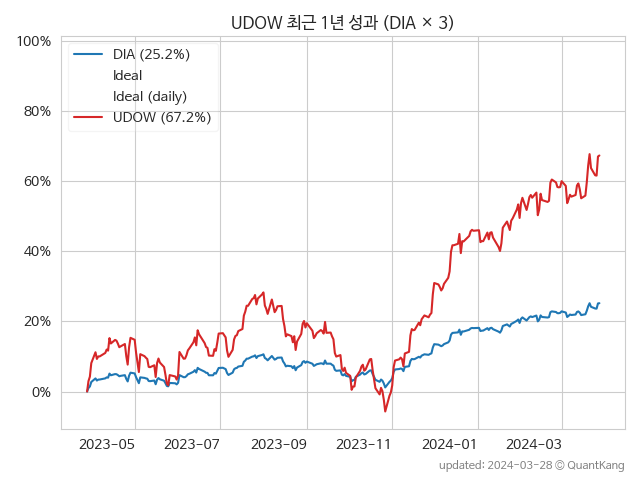 UDOW 최근 1년 성과 (DIA × 3)
100%
80%
60%
40%
20%
0%
DIA (25.2%)
Ideal
Ideal (daily)
UDOW (67.2%)
2023−05
2023−07
2023−09
2023−11
2024−01
2024−03
updated: 2024-03-28 © QuantKang